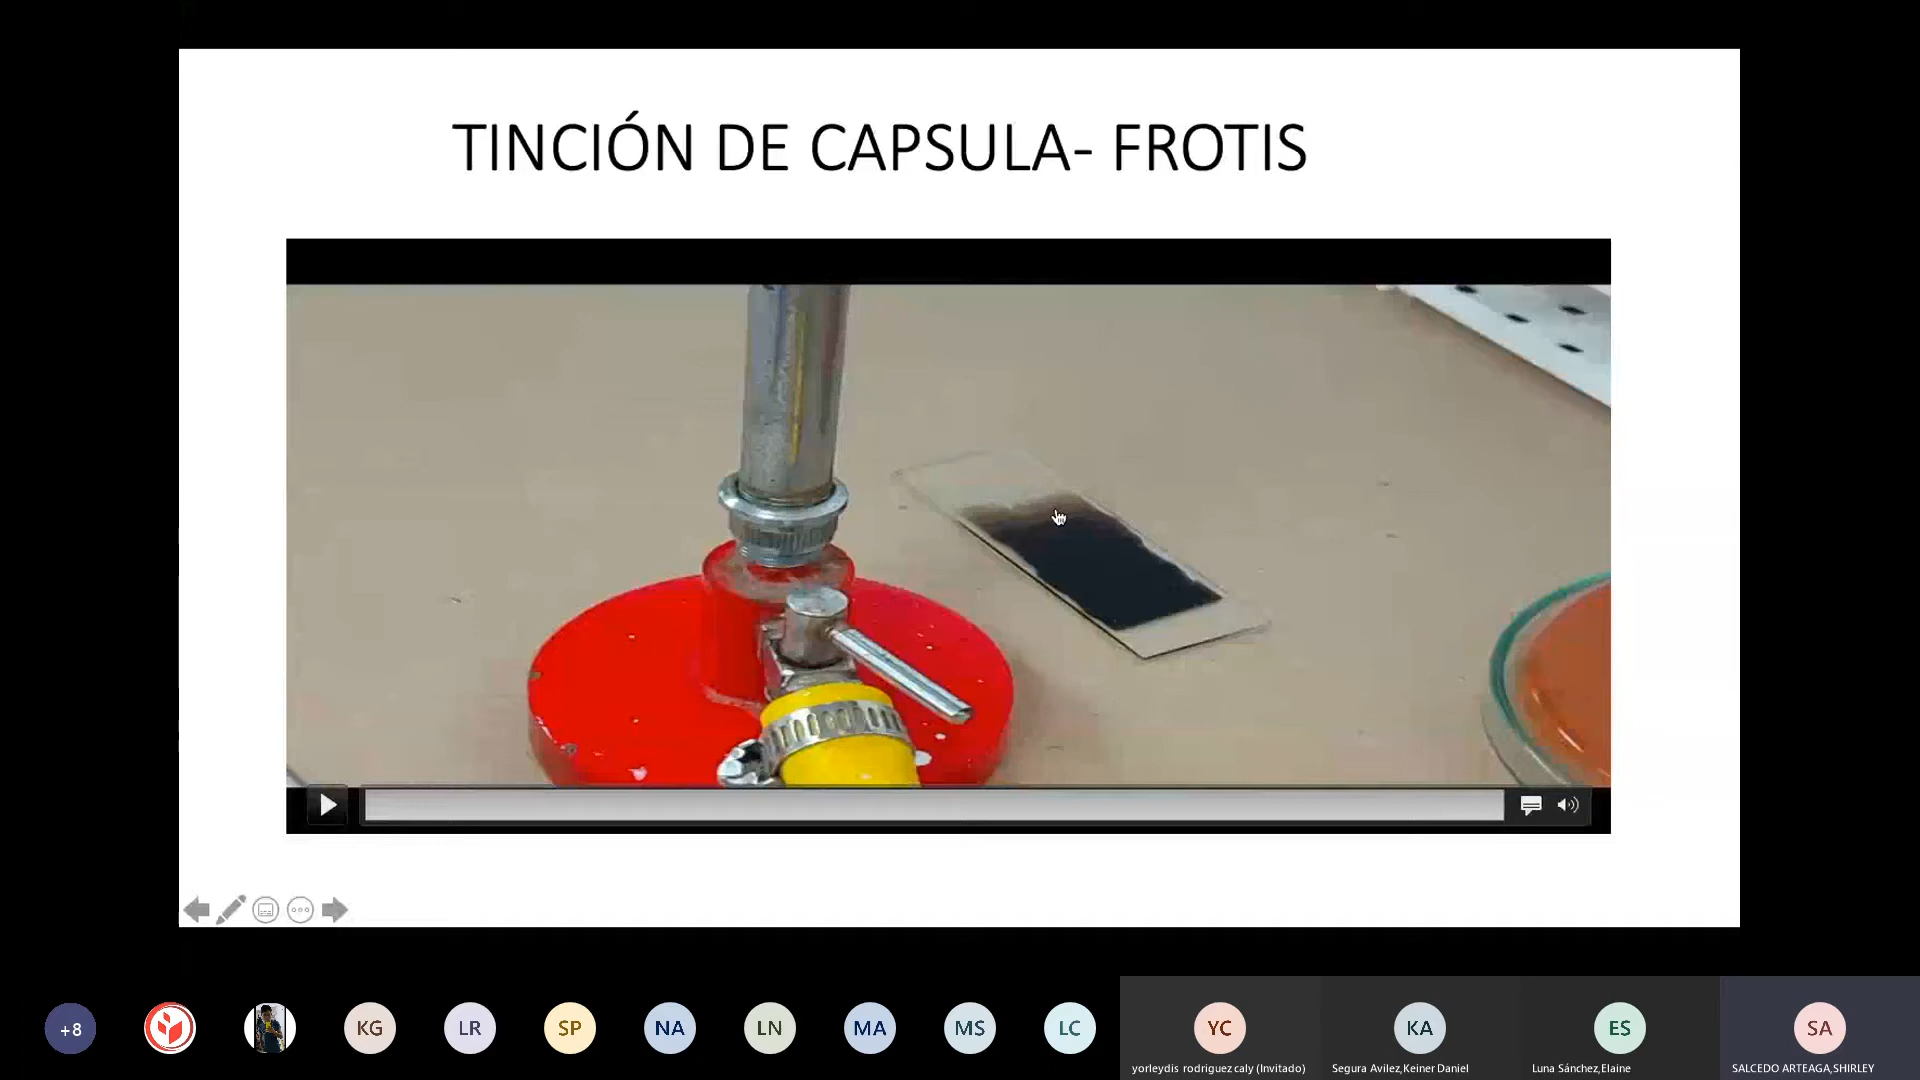 TINCIÓN DE CAPSULA- FROTIS
+8
KG
LR
SP
NA
LN
MA
MS
LC
YC
KA
ES
SA
yorleydis rodriguez caly (Invitado)
Segura Avilez,Keiner Daniel
Luna Sánchez,Elaine
SALCEDO ARTEAGA,SHIRLEY